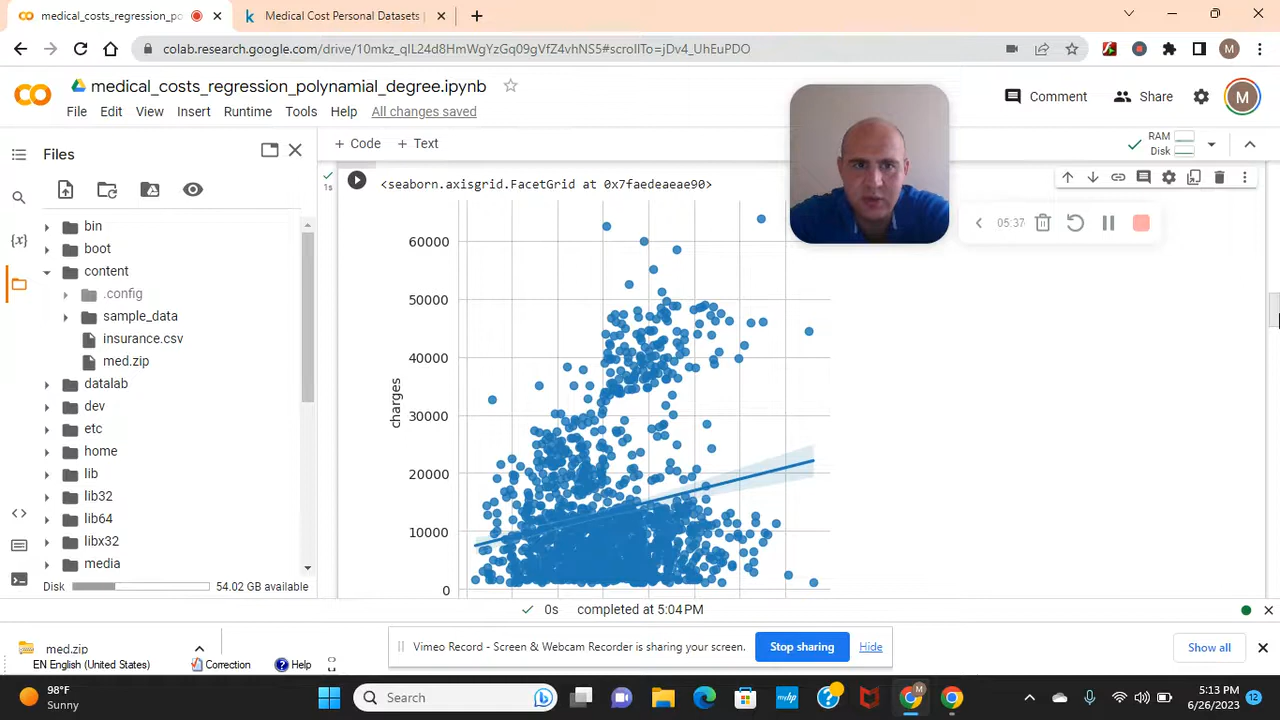 medical_costs_regression_po
Medical Cost Personal Datasets |
colab.research.google.com/drive/10mkz_qIL24d8HmWgYzGq09gVfZ4vhNS5#scrollTo=jDv4_UhEuPDO
M
medical_costs_regression_polynamial_degree.ipynb
File Edit View Insert Runtime Tools Help All changes saved
Comment Share M
+ Code + Text
RAM
Disk
Files
1s
<seaborn.axisgrid.FacetGrid at 0x7faedeaeae90>
05:37
{x}
bin
boot
content
.config
sample_data
insurance.csv
med.zip
datalab
dev
etc
home
lib
lib32
lib64
libx32
media
Disk 54.02 GB available
charges
60000
50000
40000
30000
20000
10000
0
0s completed at 5:04 PM
med.zip
EN English (United States) Correction Help
Vimeo Record - Screen & Webcam Recorder is sharing your screen. Stop sharing Hide
Show all
98°F
Sunny
Search
5:13 PM
6/26/2023
12